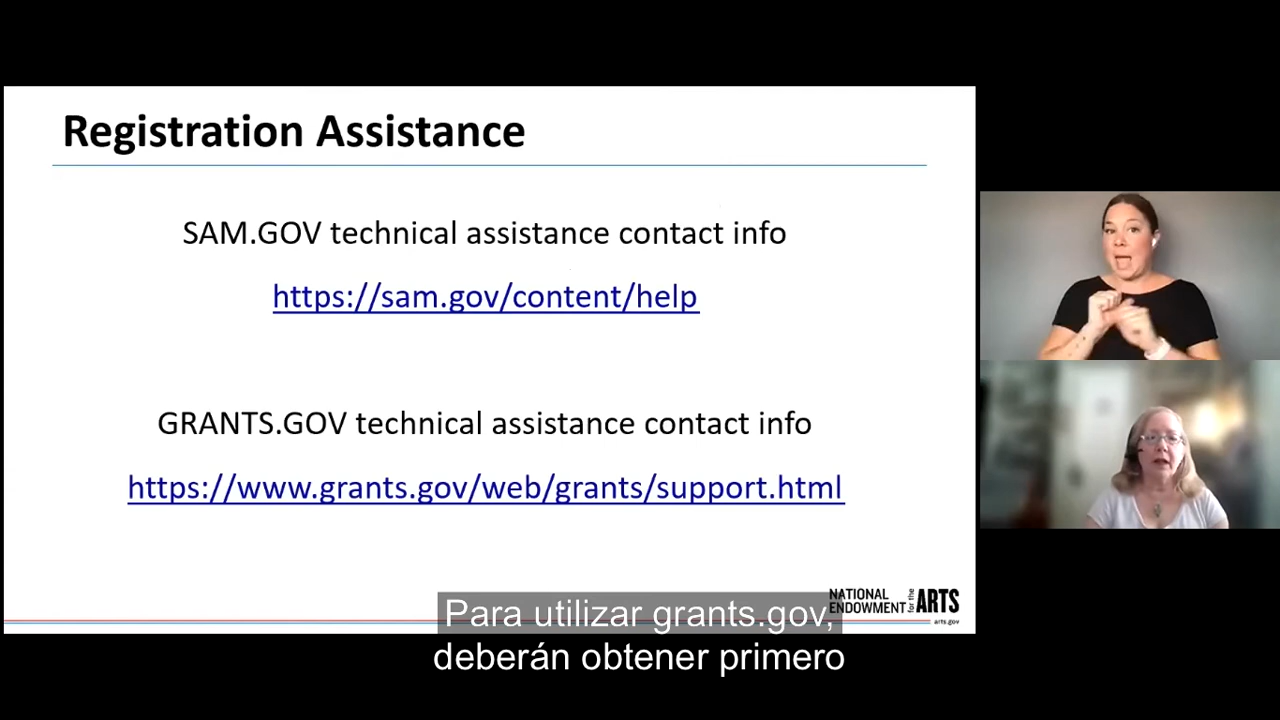 Registration Assistance
SAM.GOV technical assistance contact info
https://sam.gov/content/help
GRANTS.GOV technical assistance contact info
https://www.grants.gov/web/grants/support.html
NATIONAL
ENDOWMENT for the ARTS
arts.gov
Para utilizar grants.gov,
deberán obtener primero